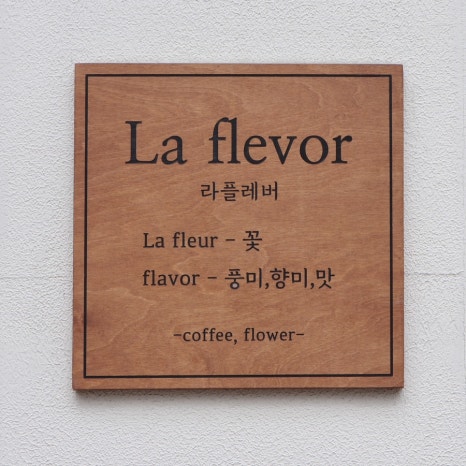 La flevor
라플레버
La fleur - 꽃
flavor - 풍미,향미,맛
-coffee, flower-